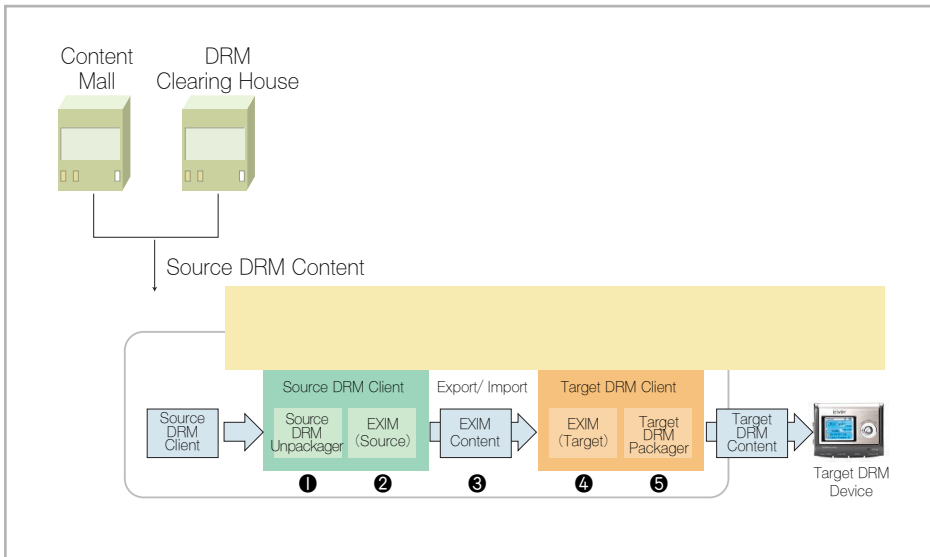 Content
Mall
DRM
Clearing House
Source DRM Content
Source DRM Client
Export/ Import
Target DRM Client
Source
DRM
Client
Source
DRM
Unpackager
EXIM
(Source)
EXIM
Content
EXIM
(Target)
Target
DRM
Packager
Target
DRM
Content
❶
❷
❸
❹
❺
Target DRM
Device